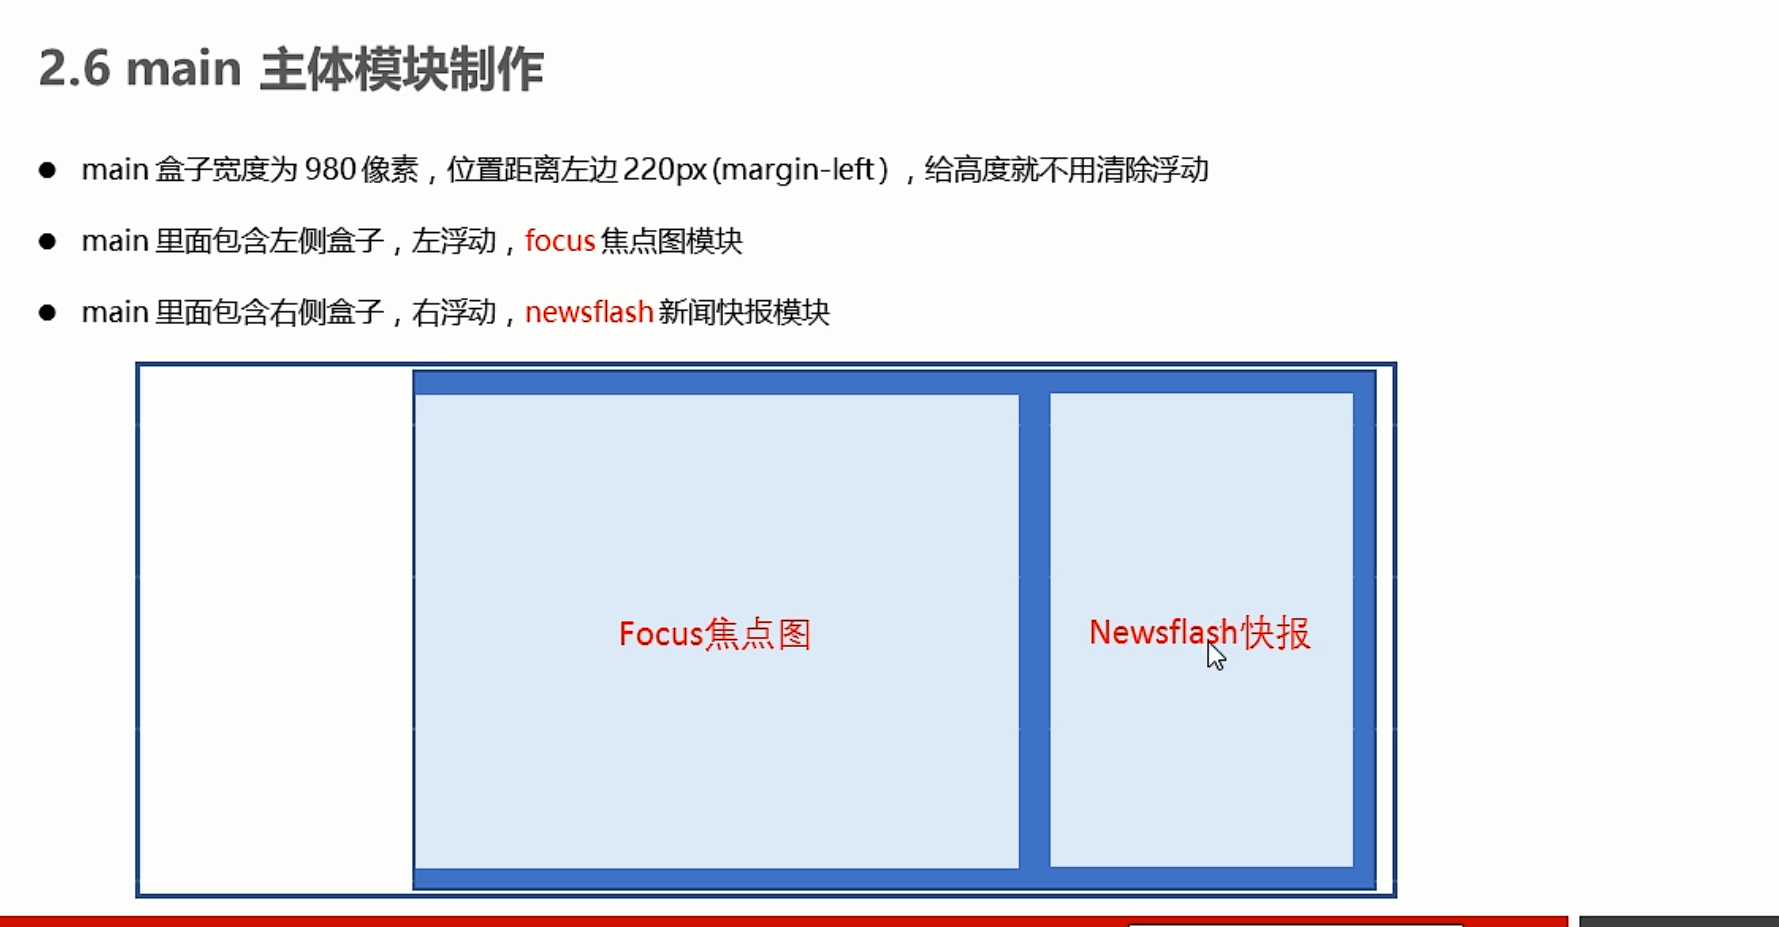 2.6 main 主体模块制作
● main 盒子宽度为 980 像素，位置距离左边 220px (margin-left) ，给高度就不用清除浮动
● main 里面包含左侧盒子，左浮动，focus 焦点图模块
● main 里面包含右侧盒子，右浮动，newsflash 新闻快报模块
Focus焦点图
Newsflash快报